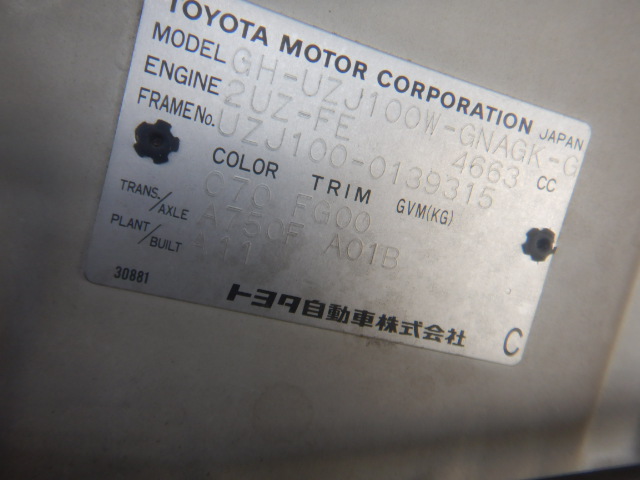 TOYOTA MOTOR CORPORATION JAPAN
MODEL GH-UZJ100W-GNAGK-G
ENGINE 2UZ-FE 4663 CC
FRAME No. UZJ100-0139315
COLOR TRIM GVM(KG)
C70 FG00
TRANS./AXLE A750F A01B
PLANT/BUILT
30881 トヨタ自動車株式会社 C